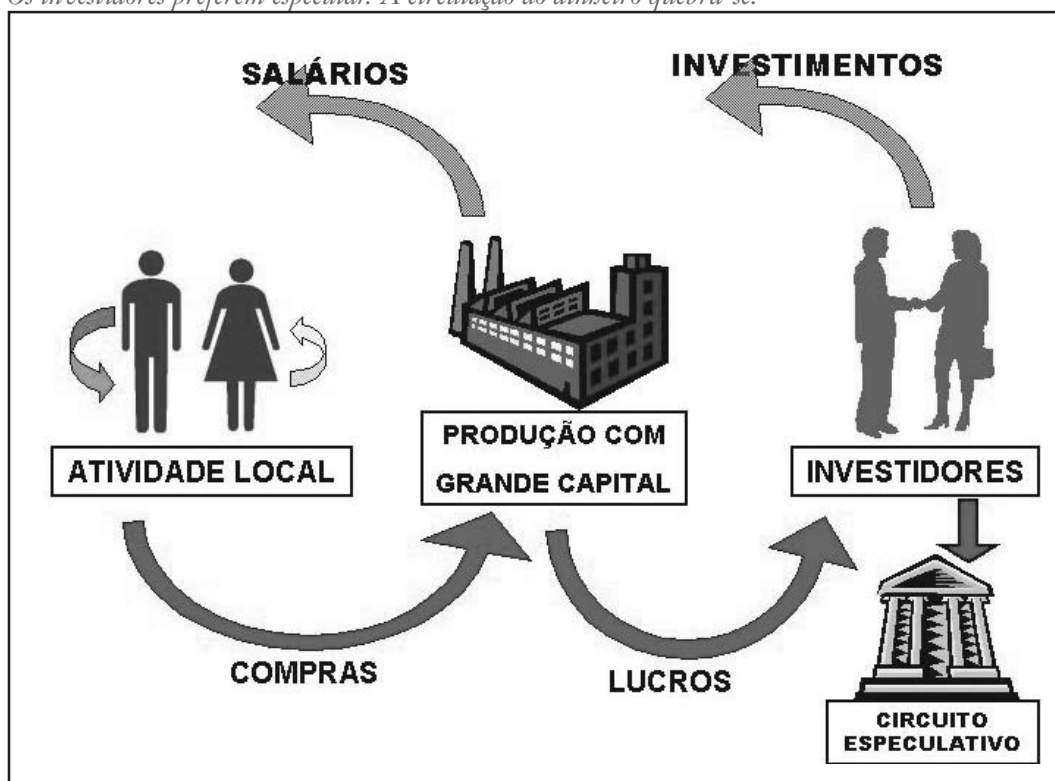 Os investidores preferem especular. A circulação do dinheiro quebra-se.
SALÁRIOS
INVESTIMENTOS
ATIVIDADE LOCAL
PRODUÇÃO COM
GRANDE CAPITAL
INVESTIDORES
COMPRAS
LUCROS
CIRCUITO
ESPECULATIVO